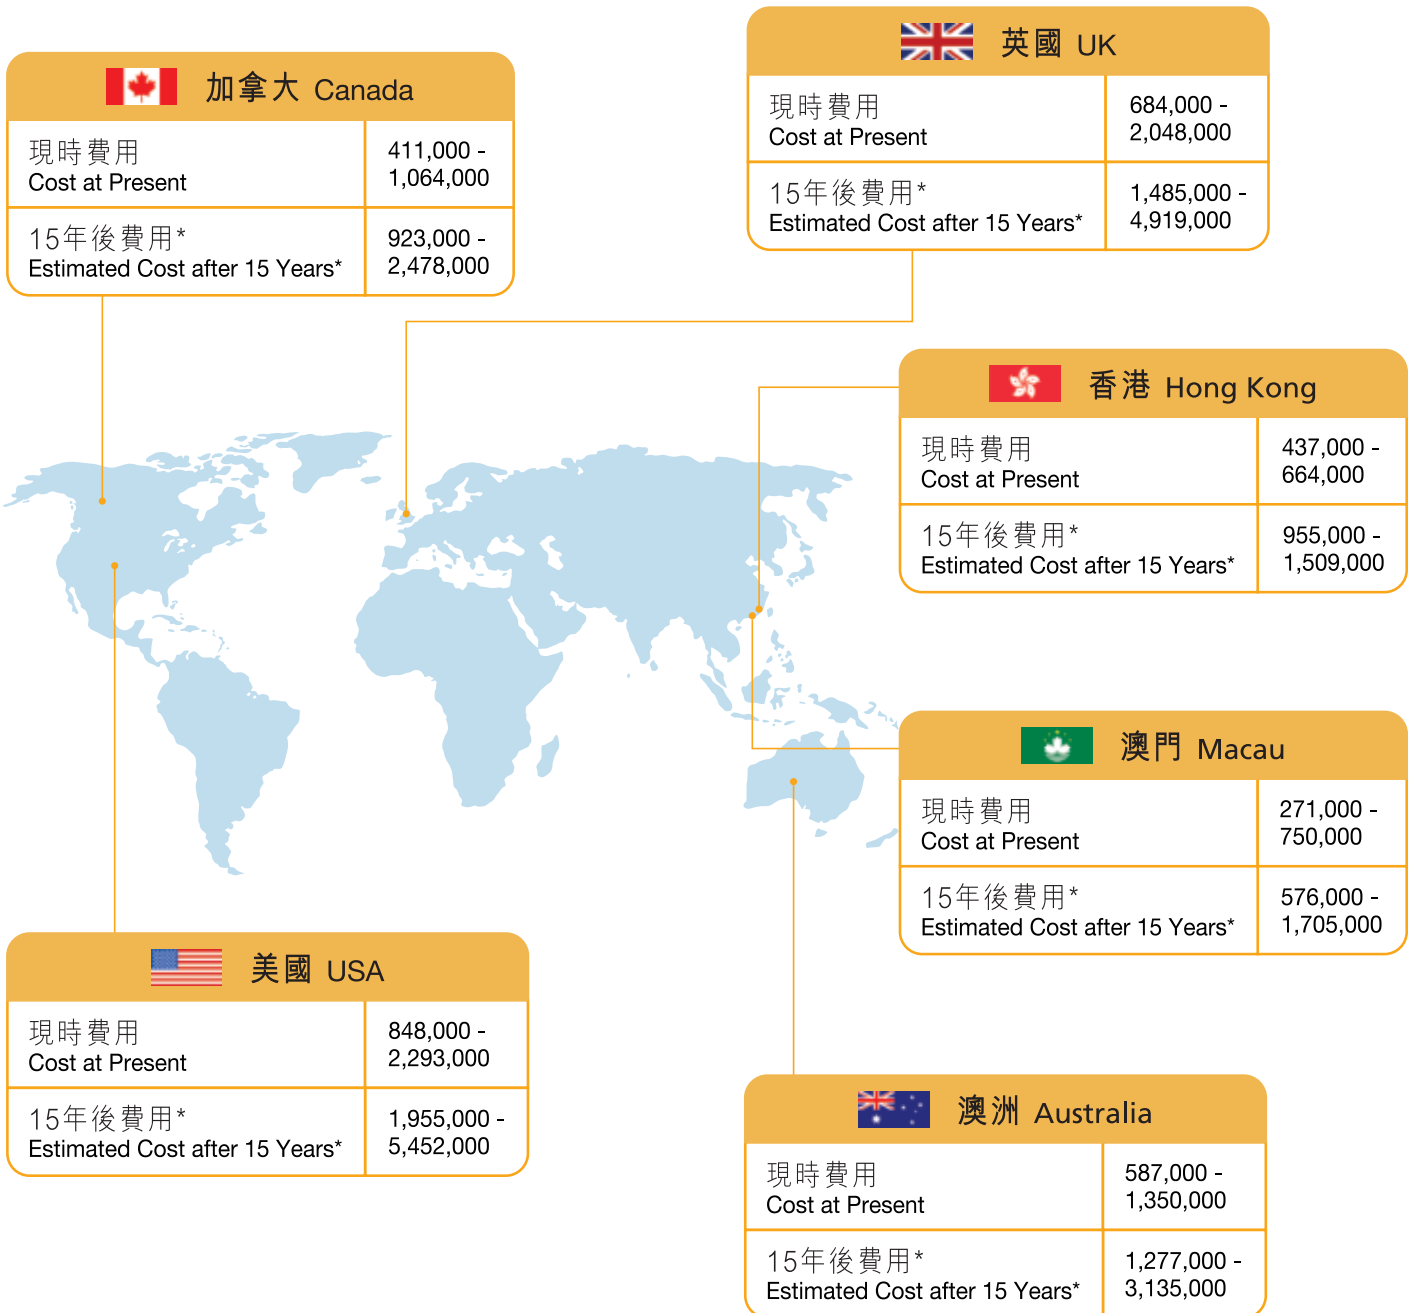 加拿大 Canada
現時費用
Cost at Present
411,000 -
1,064,000
15年後費用*
Estimated Cost after 15 Years*
923,000 -
2,478,000
英國 UK
現時費用
Cost at Present
684,000 -
2,048,000
15年後費用*
Estimated Cost after 15 Years*
1,485,000 -
4,919,000
香港 Hong Kong
現時費用
Cost at Present
437,000 -
664,000
15年後費用*
Estimated Cost after 15 Years*
955,000 -
1,509,000
澳門 Macau
現時費用
Cost at Present
271,000 -
750,000
15年後費用*
Estimated Cost after 15 Years*
576,000 -
1,705,000
美國 USA
現時費用
Cost at Present
848,000 -
2,293,000
15年後費用*
Estimated Cost after 15 Years*
1,955,000 -
5,452,000
澳洲 Australia
現時費用
Cost at Present
587,000 -
1,350,000
15年後費用*
Estimated Cost after 15 Years*
1,277,000 -
3,135,000